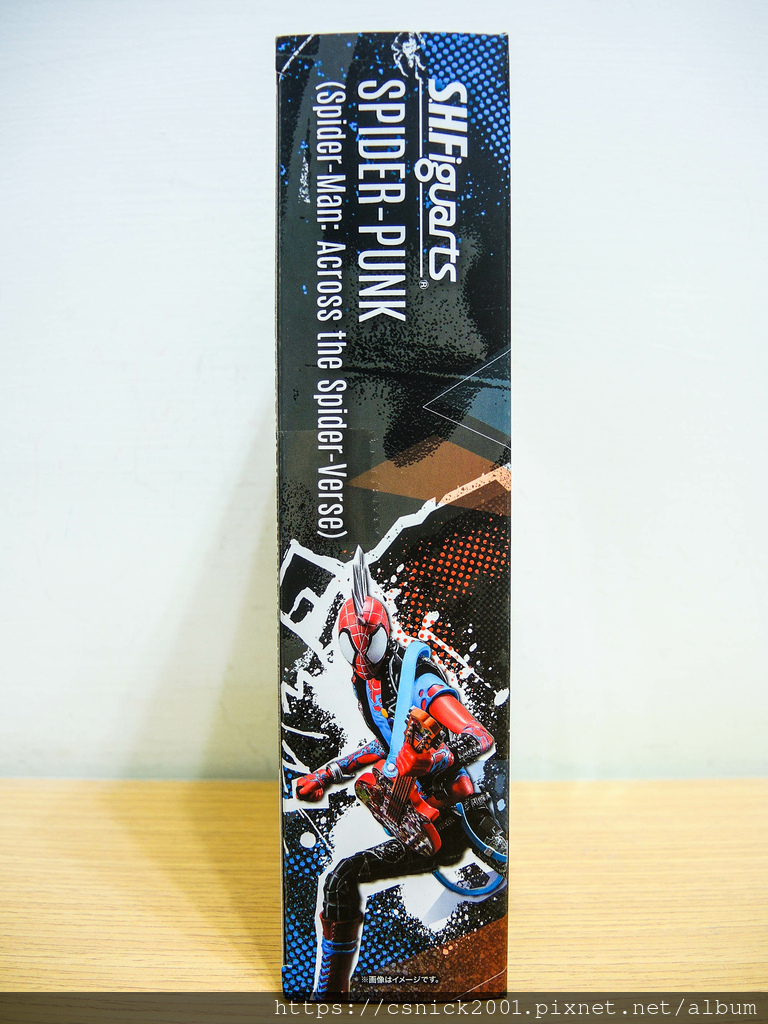 S.H.Figuarts®
SPIDER-PUNK
(Spider-Man: Across the Spider-Verse)
※画像はイメージです。
https://csnick2001.pixnet.net/album